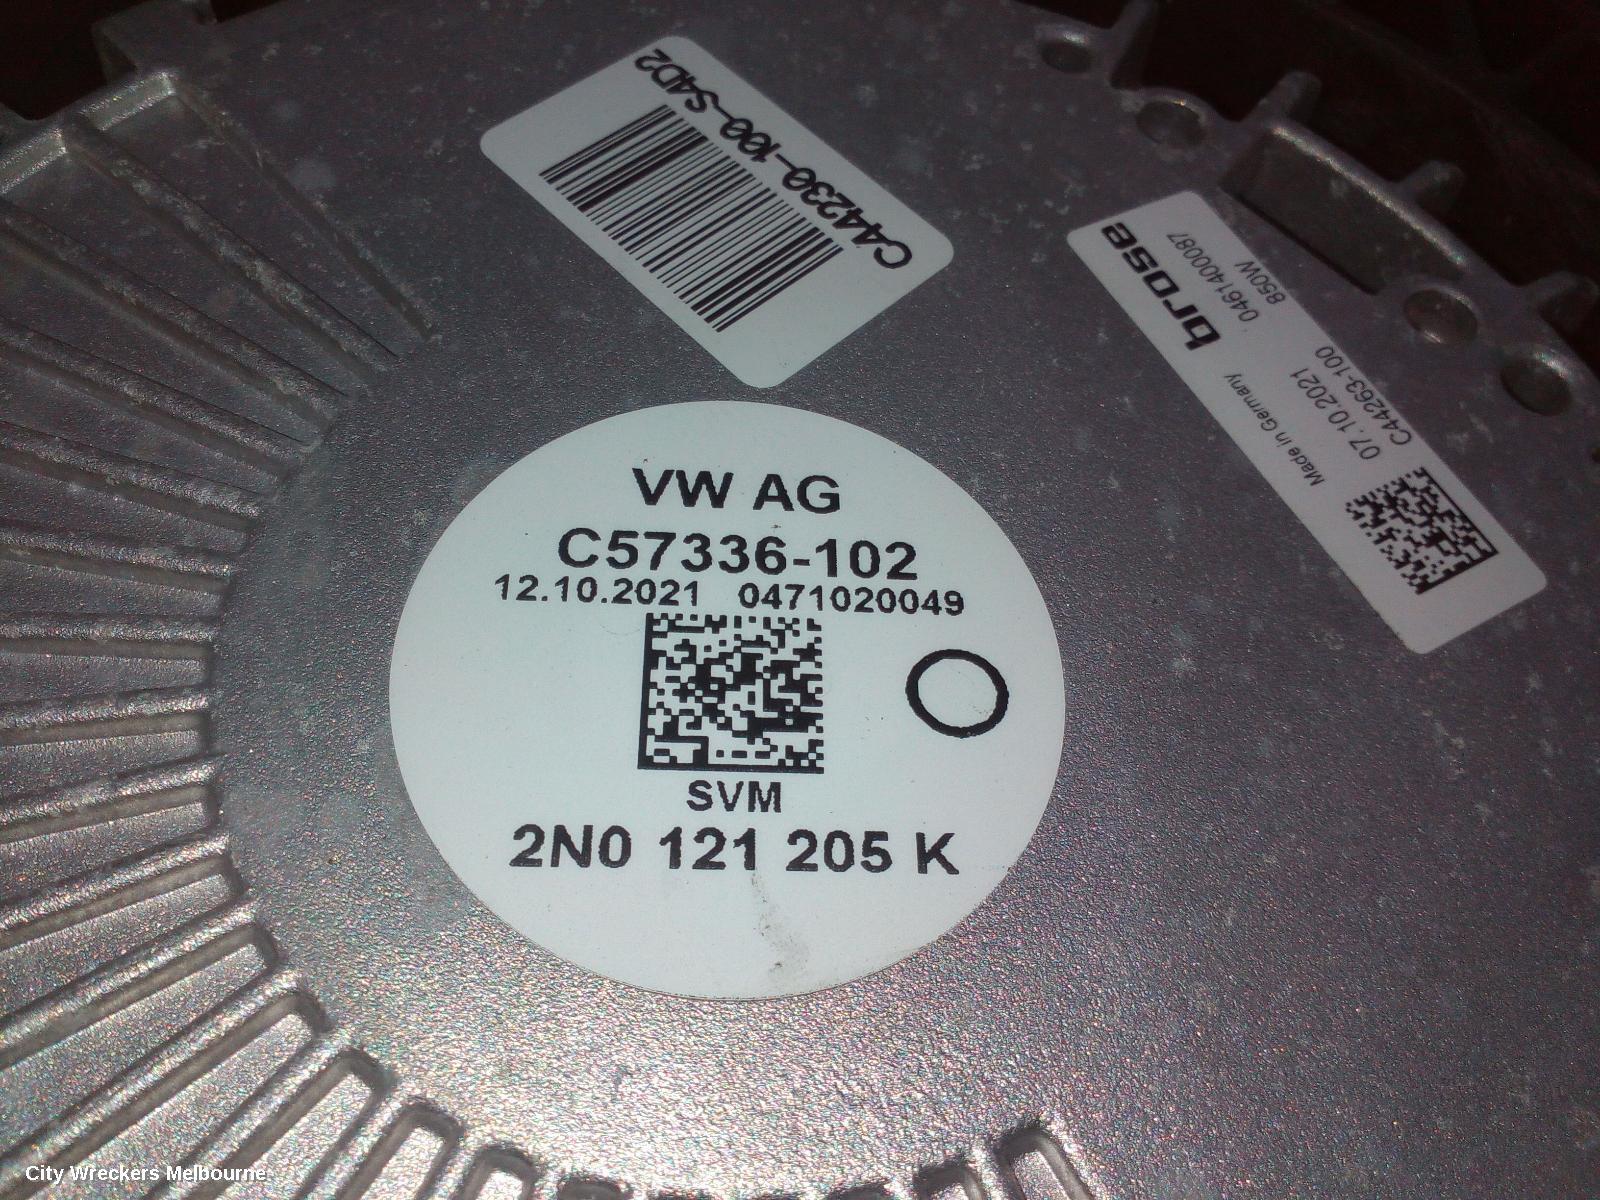 C44230-100-S4D2
brose
0461400087
850W
Made in Germany
07.10.2021
C44263-100
VW AG
C57336-102
12.10.2021 0471020049
SVM
2N0 121 205 K
City Wreckers Melbourne